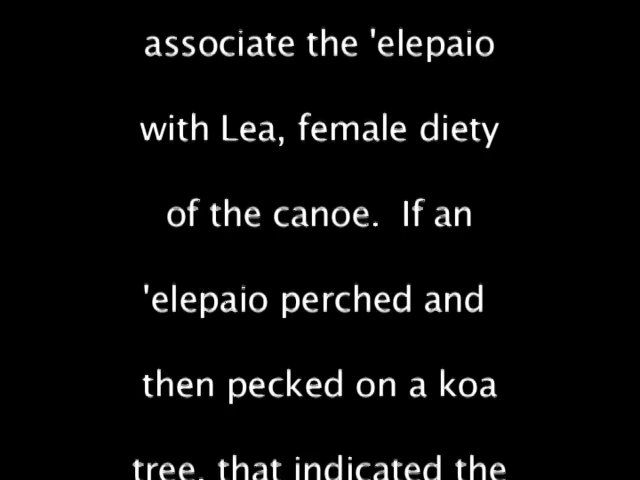 associate the 'elepaio
with Lea, female diety
of the canoe.  If an
'elepaio perched and
then pecked on a koa
tree, that indicated the